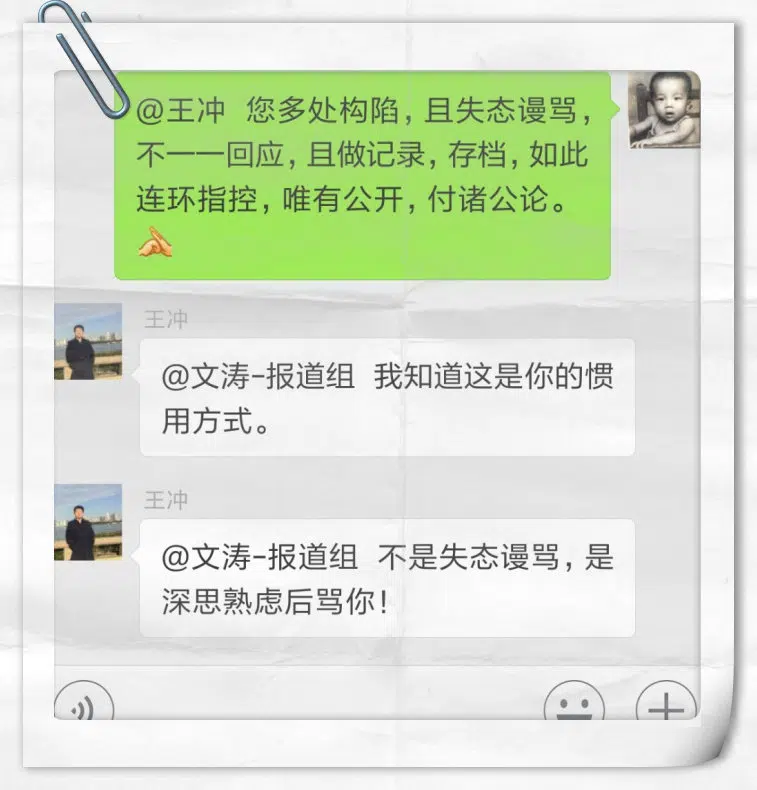 @王冲 您多处构陷，且失态谩骂，
不一一回应，且做记录，存档，如此
连环指控，唯有公开，付诸公论。
王冲
@文涛-报道组 我知道这是你的惯
用方式。
王冲
@文涛-报道组 不是失态谩骂，是
深思熟虑后骂你！